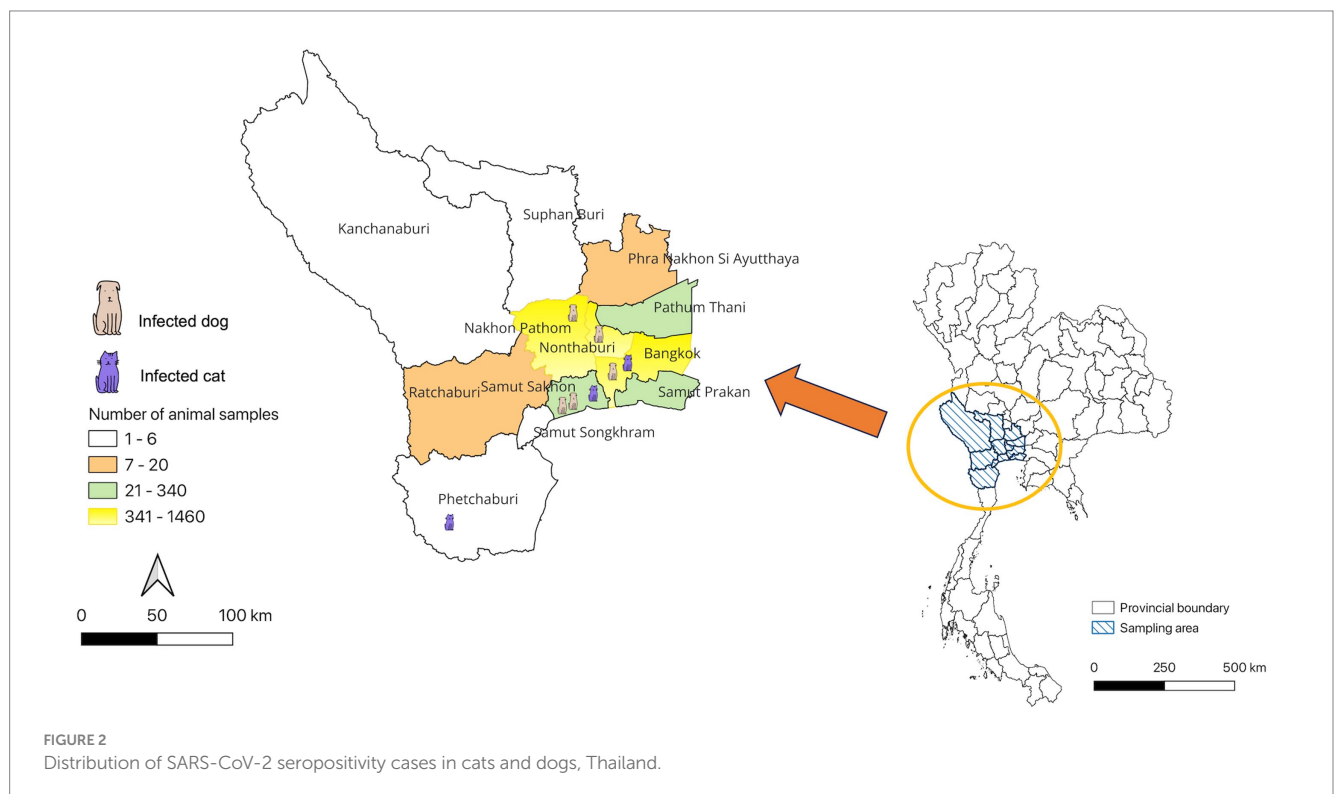 Kanchanaburi
Suphan Buri
Phra Nakhon Si Ayutthaya
Pathum Thani
Nakhon Pathom
Nonthaburi
Bangkok
Ratchaburi
Samut Sakhon
Samut Prakan
Samut Songkhram
Phetchaburi
Infected dog
Infected cat
Number of animal samples
1 - 6
7 - 20
21 - 340
341 - 1460
0 50 100 km
Provincial boundary
Sampling area
0 250 500 km
FIGURE 2
Distribution of SARS-CoV-2 seropositivity cases in cats and dogs, Thailand.